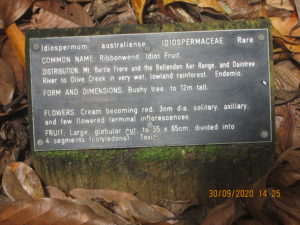 Idiospermum australiense IDIOSPERMACEAE Rare
COMMON NAME: Ribbonwood, Idiot Fruit.
DISTRIBUTION: Mt Bartle Frere and the Bellenden Ker Range, and Daintree
River to Olive Creek in very wet, lowland rainforest. Endemic.
FORM AND DIMENSIONS: Bushy tree, to 12m tall.
FLOWERS: Cream becoming red, 3cm dia, solitary, axillary,
and few flowered terminal inflorescences.
FRUIT: Large, globular nut to 55 x 65cm divided into
4 segments (cotyledons). Toxic.
30/09/2020 14:25